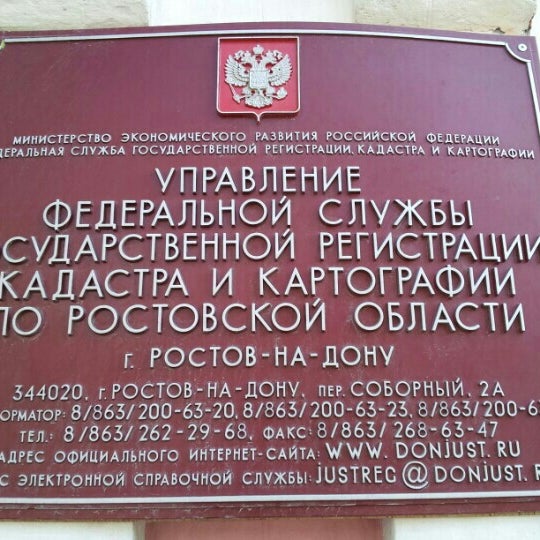 МИНИСТЕРСТВО ЭКОНОМИЧЕСКОГО РАЗВИТИЯ РОССИЙСКОЙ ФЕДЕРАЦИИ
СЛУЖБА ГОСУДАРСТВЕННОЙ РЕГИСТРАЦИИ, КАДАСТРА И КАРТОГРАФИИ
УПРАВЛЕНИЕ
ФЕДЕРАЛЬНОЙ СЛУЖБЫ
ОСУДАРСТВЕННОЙ РЕГИСТРАЦИИ
КАДАСТРА И КАРТОГРАФИИ
ПО РОСТОВСКОЙ ОБЛАСТИ
г. РОСТОВ-НА-ДОНУ
344020, г. РОСТОВ-НА-ДОНУ, ПЕР. СОБОРНЫЙ, 2А
ОРМАТОР: 8/863/200-63-20, 8/863/200-63-23, 8/863/200-6
ТЕЛ.: 8/863/262-29-68, ФАКС: 8/863/268-63-47
АДРЕС ОФИЦИАЛЬНОГО ИНТЕРНЕТ-САЙТА: WWW. DONJUST. RU
С ЭЛЕКТРОННОЙ СПРАВОЧНОЙ СЛУЖБЫ: JUSTREG@DONJUST. R